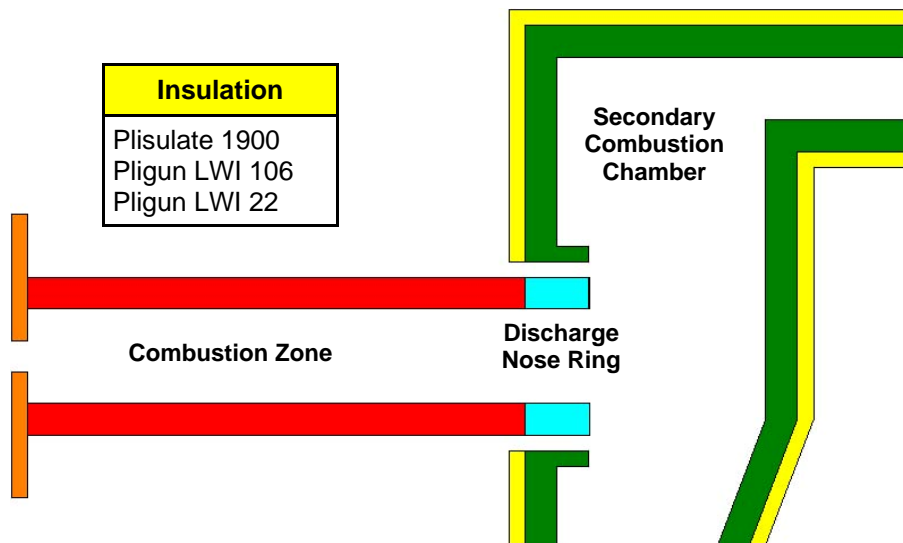 Insulation
Plisulate 1900
Pligun LWI 106
Pligun LWI 22
Secondary
Combustion
Chamber
Combustion Zone
Discharge
Nose Ring